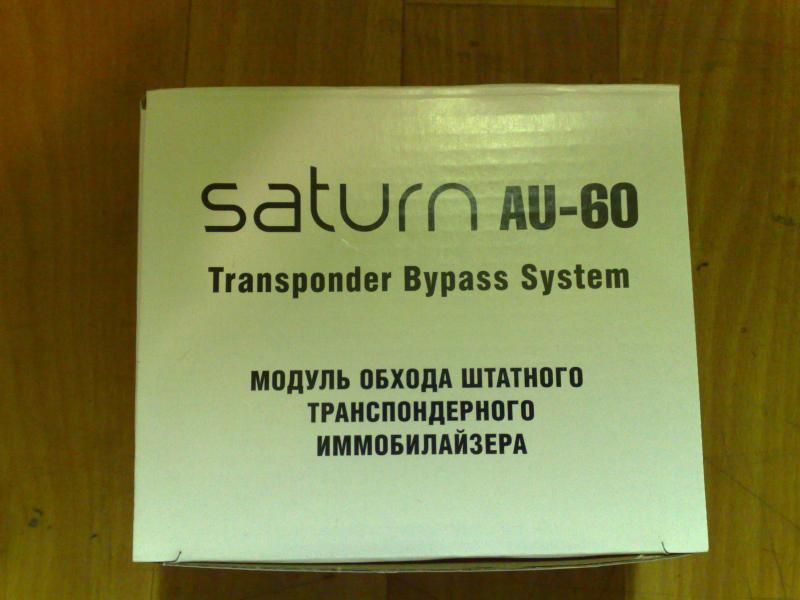 saturn AU-60
Transponder Bypass System
МОДУЛЬ ОБХОДА ШТАТНОГО
ТРАНСПОНДЕРНОГО
ИММОБИЛАЙЗЕРА